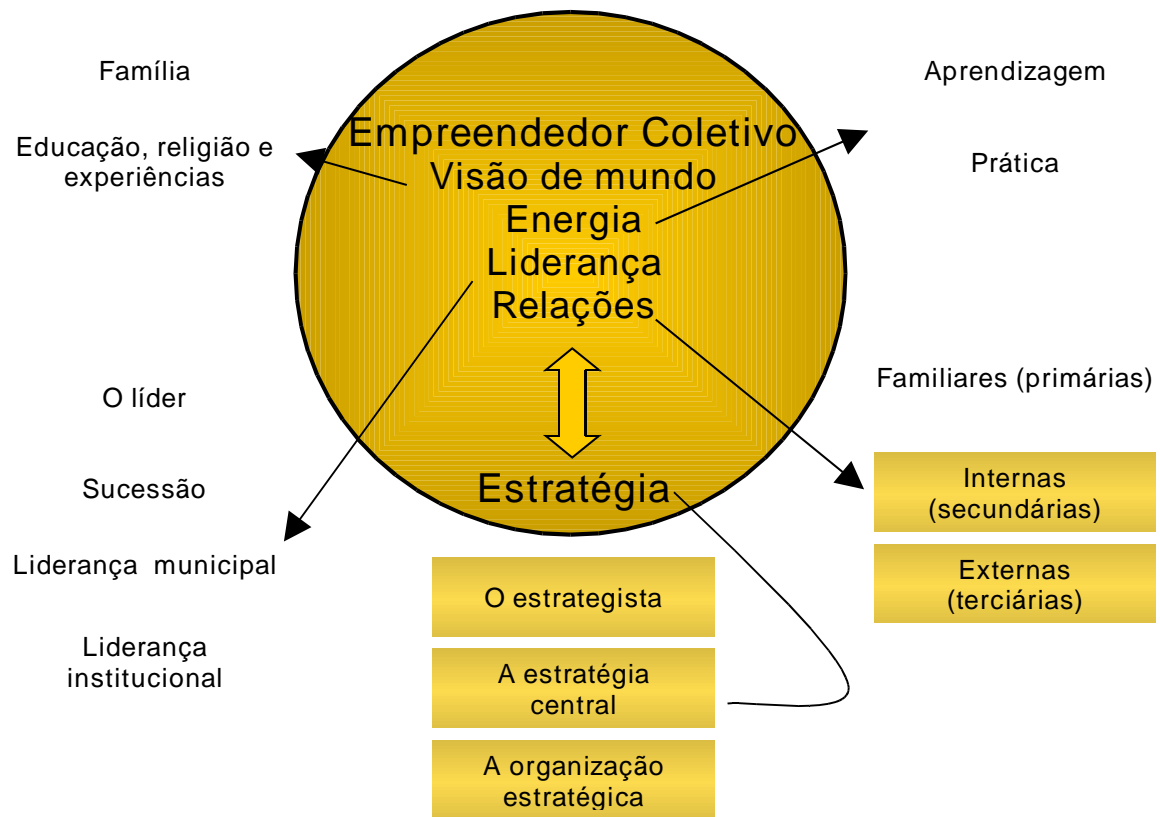 Família
Educação, religião e
experiências
Empreendedor Coletivo
Visão de mundo
Energia
Liderança
Relações
Estratégia
Aprendizagem
Prática
O líder
Sucessão
Liderança municipal
Liderança
institucional
Familiares (primárias)
Internas
(secundárias)
Externas
(terciárias)
O estrategista
A estratégia
central
A organização
estratégica